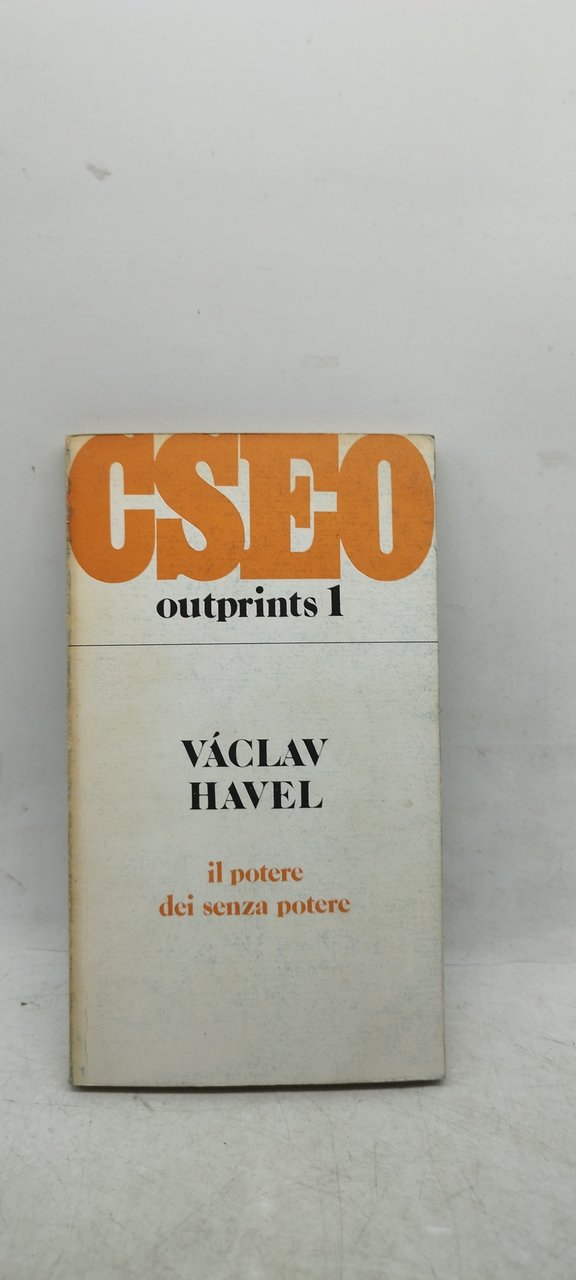 CSEO
outprints 1
VÁCLAV
HAVEL
il potere
dei senza potere